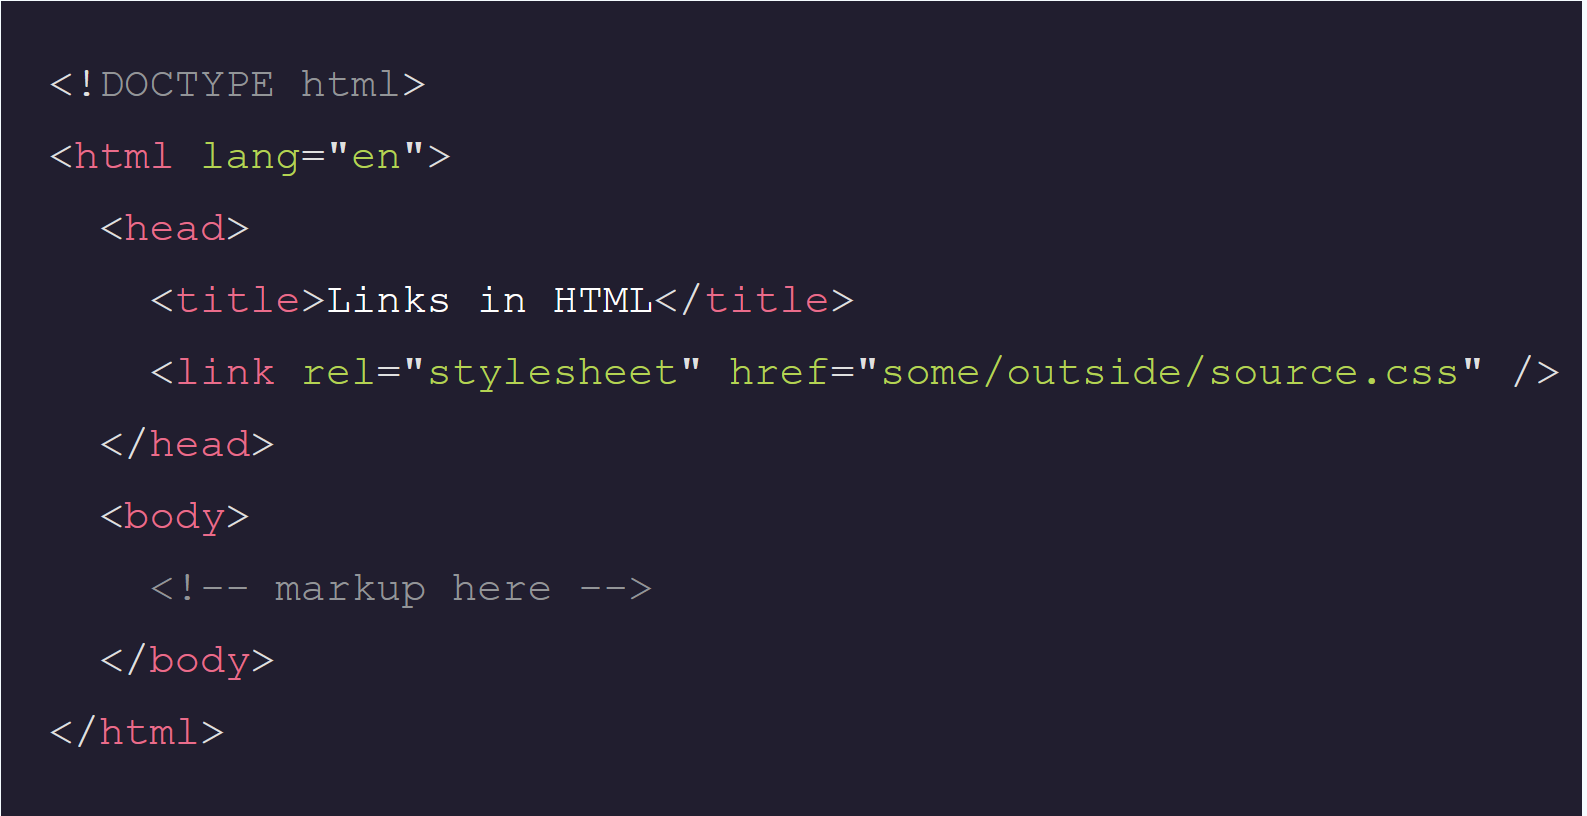 <!DOCTYPE html>
<html lang="en">
  <head>
    <title>Links in HTML</title>
    <link rel="stylesheet" href="some/outside/source.css" />
  </head>
  <body>
    <!-- markup here -->
  </body>
</html>